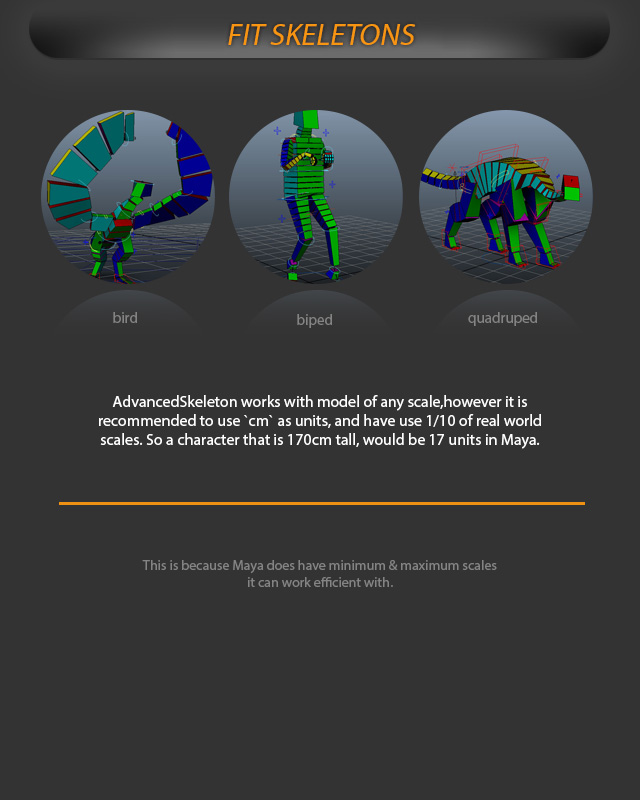 FIT SKELETONS
bird
biped
quadruped
AdvancedSkeleton works with model of any scale,however it is
recommended to use `cm` as units, and have use 1/10 of real world
scales. So a character that is 170cm tall, would be 17 units in Maya.
This is because Maya does have minimum & maximum scales
it can work efficient with.